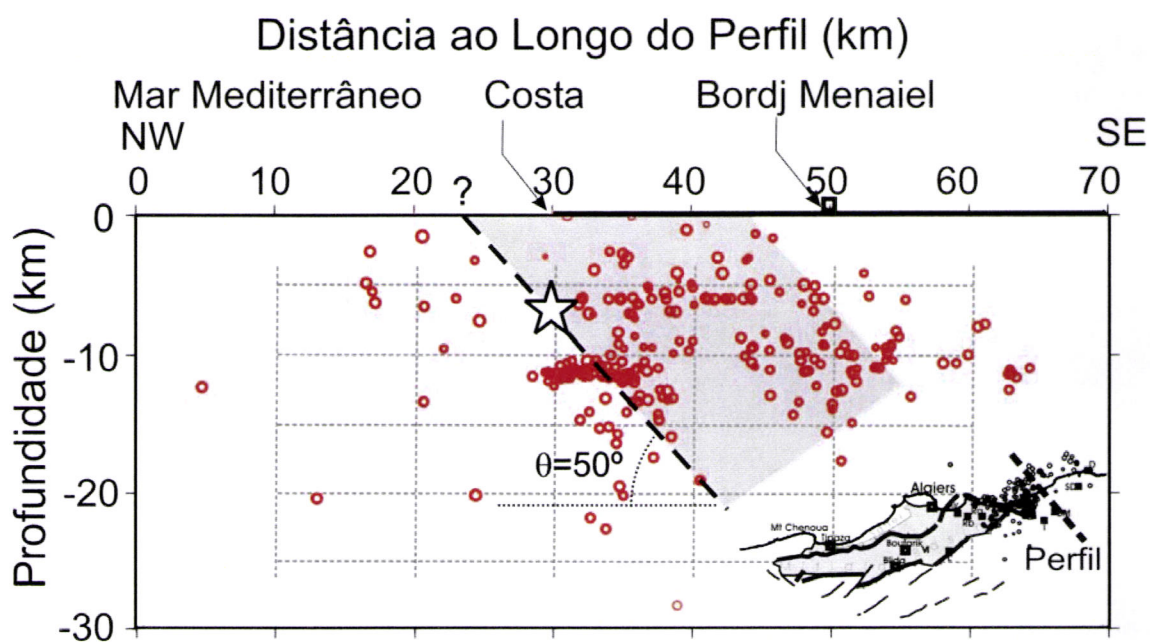 Distância ao Longo do Perfil (km)
Mar Mediterrâneo Costa Bordj Menaiel
NW SE
0 10 20 ? 30 40 50 60 70
Profundidade (km)
0
-10
-20
-30
θ=50º
Algiers
Mt Chenoua
Tipaza
Boufarik
Blida
Perfil